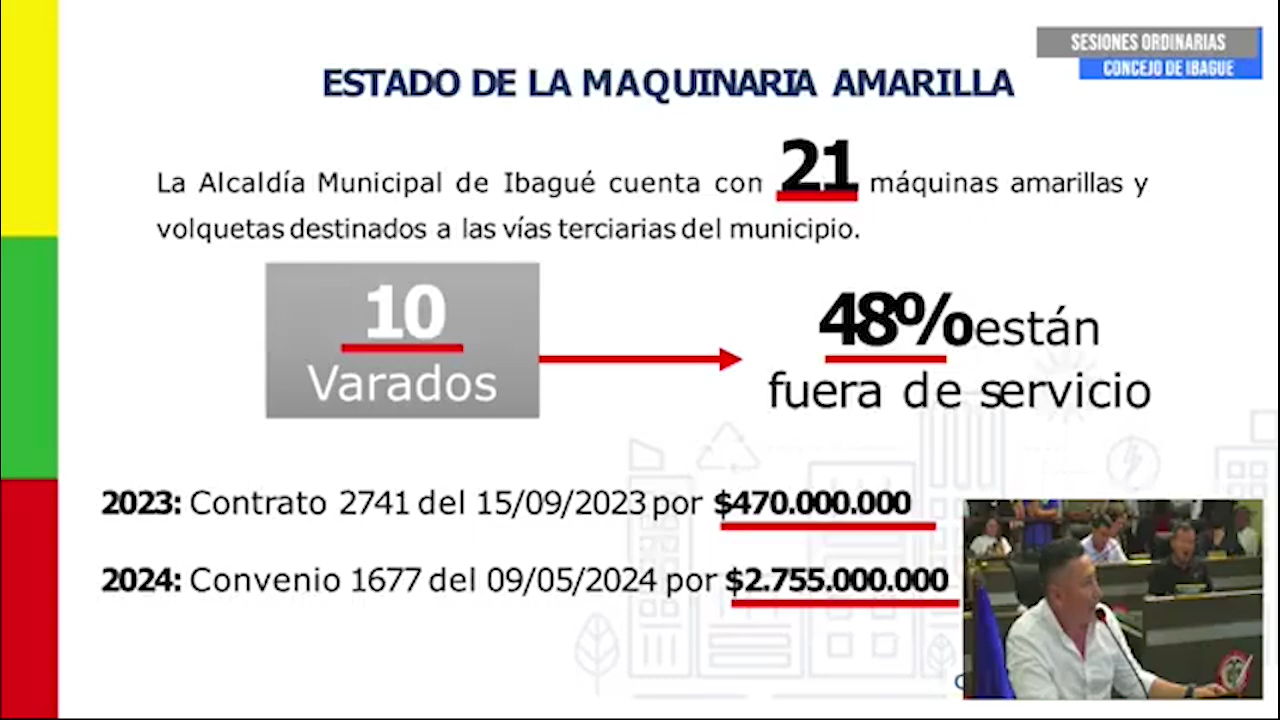 SESIONES ORDINARIAS
CONCEJO DE IBAGUE
ESTADO DE LA MAQUINARIA AMARILLA
La Alcaldía Municipal de Ibagué cuenta con 21 máquinas amarillas y
volquetas destinados a las vías terciarias del municipio.
10
Varados
48% están
fuera de servicio
2023: Contrato 2741 del 15/09/2023 por $470.000.000
2024: Convenio 1677 del 09/05/2024 por $2.755.000.000